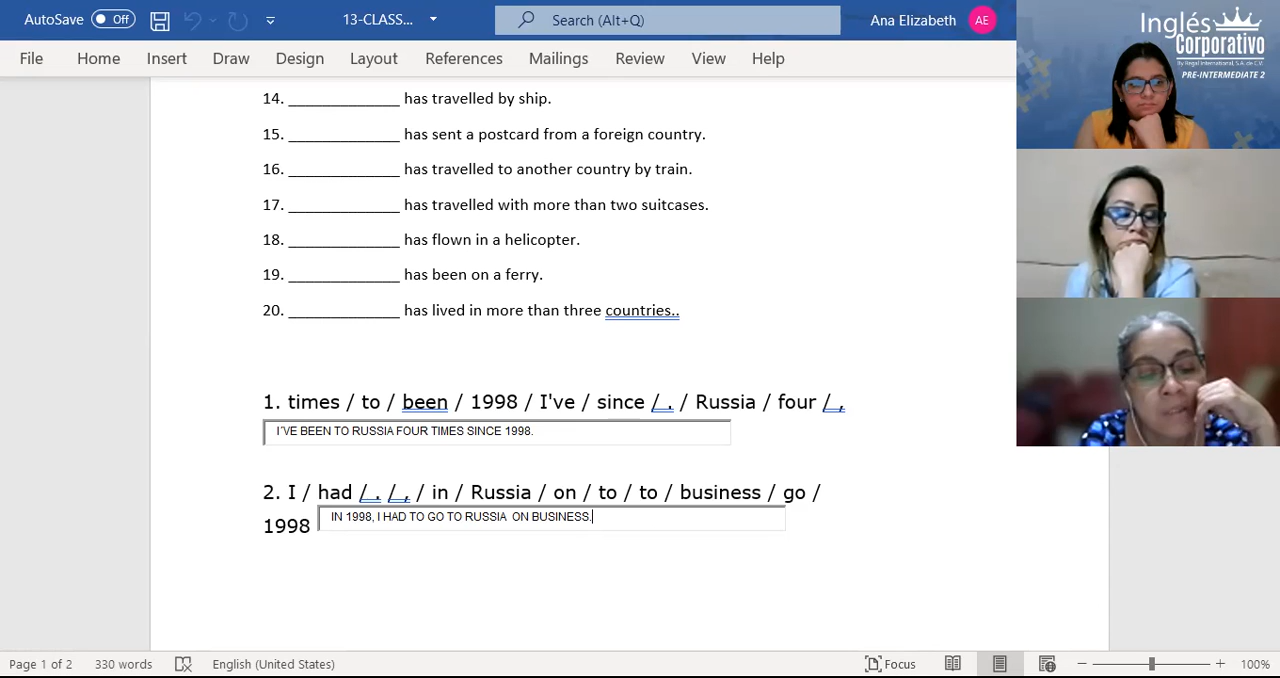 AutoSave Off 13-CLASS... Search (Alt+Q) Ana Elizabeth AE
File Home Insert Draw Design Layout References Mailings Review View Help
Inglés
Corporativo
By Regal International, S.A. de C.V.
PRE-INTERMEDIATE 2
14. _____________ has travelled by ship.
15. _____________ has sent a postcard from a foreign country.
16. _____________ has travelled to another country by train.
17. _____________ has travelled with more than two suitcases.
18. _____________ has flown in a helicopter.
19. _____________ has been on a ferry.
20. _____________ has lived in more than three countries..
1. times / to / been / 1998 / I've / since / . / Russia / four / ,
I'VE BEEN TO RUSSIA FOUR TIMES SINCE 1998.
2. I / had / . / , / in / Russia / on / to / to / business / go /
1998 IN 1998, I HAD TO GO TO RUSSIA ON BUSINESS.
Page 1 of 2 330 words English (United States) Focus 100%